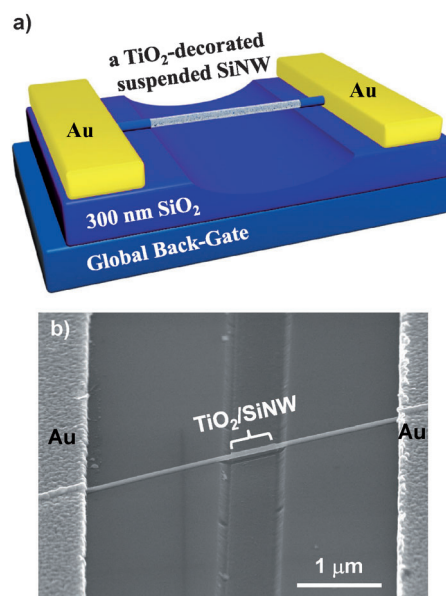 a)
a TiO₂-decorated
suspended SiNW
Au
Au
300 nm SiO₂
Global Back-Gate
b)
TiO₂/SiNW
Au
Au
1 μm